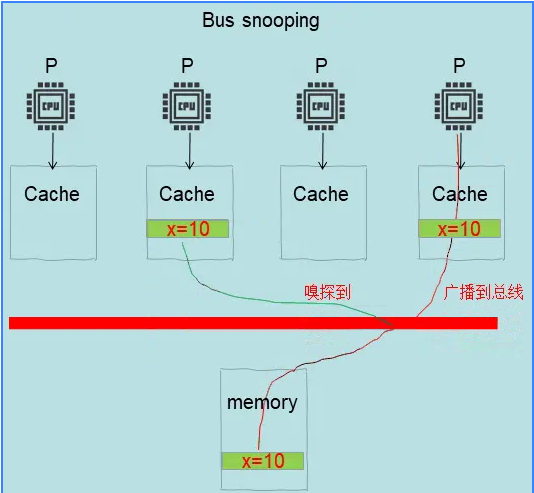 Bus snooping
P P P P
CPU CPU CPU CPU
Cache Cache Cache Cache
x=10 x=10
嗅探到 广播到总线
memory
x=10